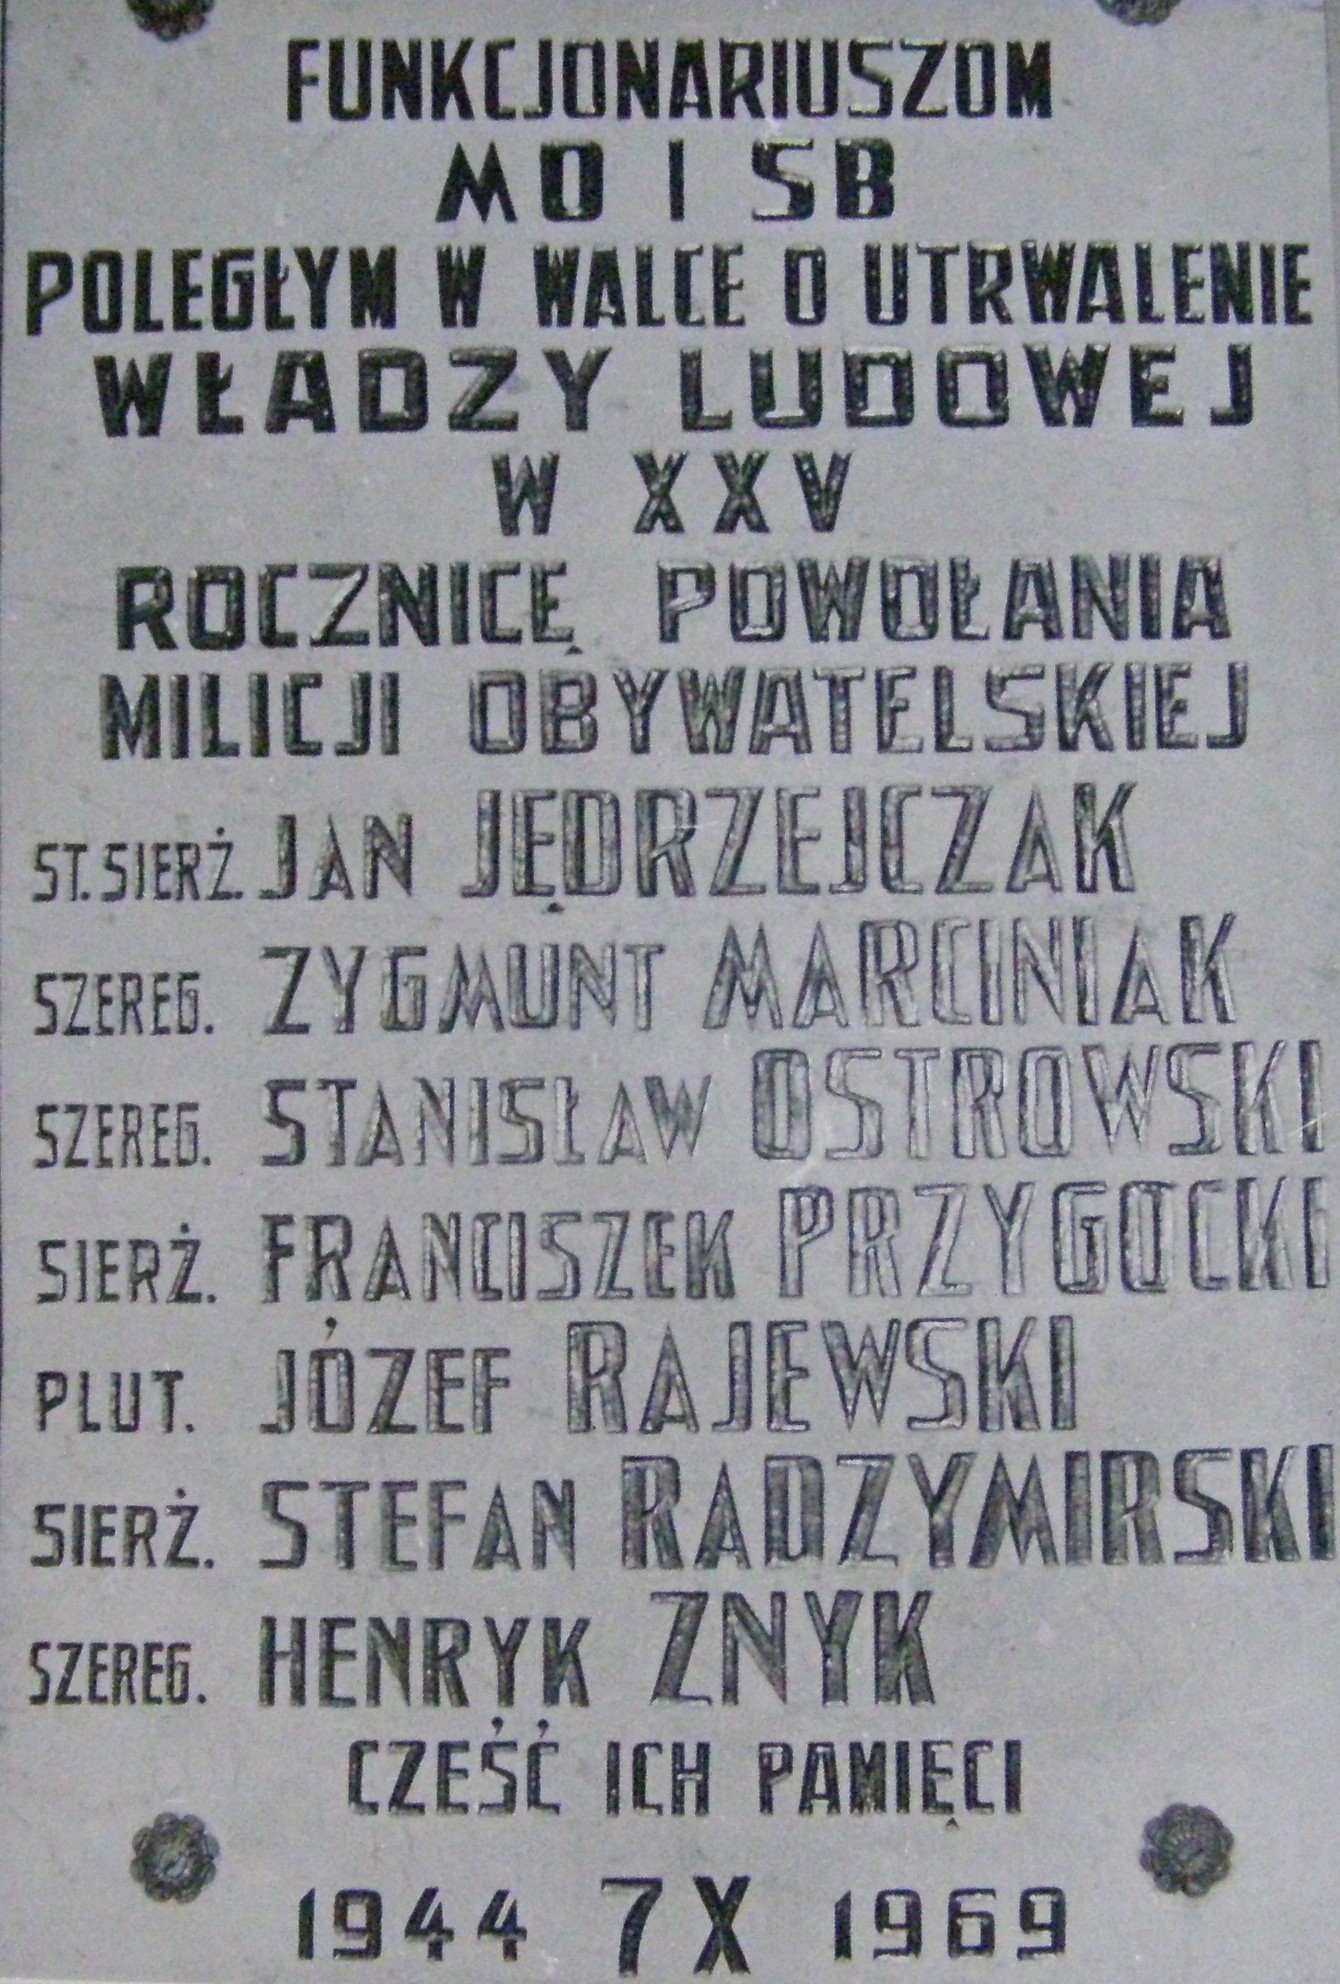 FUNKCJONARIUSZOM
MO I SB
POLEGŁYM W WALCE O UTRWALENIE
WŁADZY LUDOWEJ
W XXV
ROCZNICĘ POWOŁANIA
MILICJI OBYWATELSKIEJ
ST. SIERŻ. JAN JĘDRZEJCZAK
SZEREG. ZYGMUNT MARCINIAK
SZEREG. STANISŁAW OSTROWSKI
SIERŻ. FRANCISZEK PRZYGOCKI
PLUT. JÓZEF RAJEWSKI
SIERŻ. STEFAN RADZYMIRSKI
SZEREG. HENRYK ZNYK
CZEŚĆ ICH PAMIĘCI
1944 7 X 1969